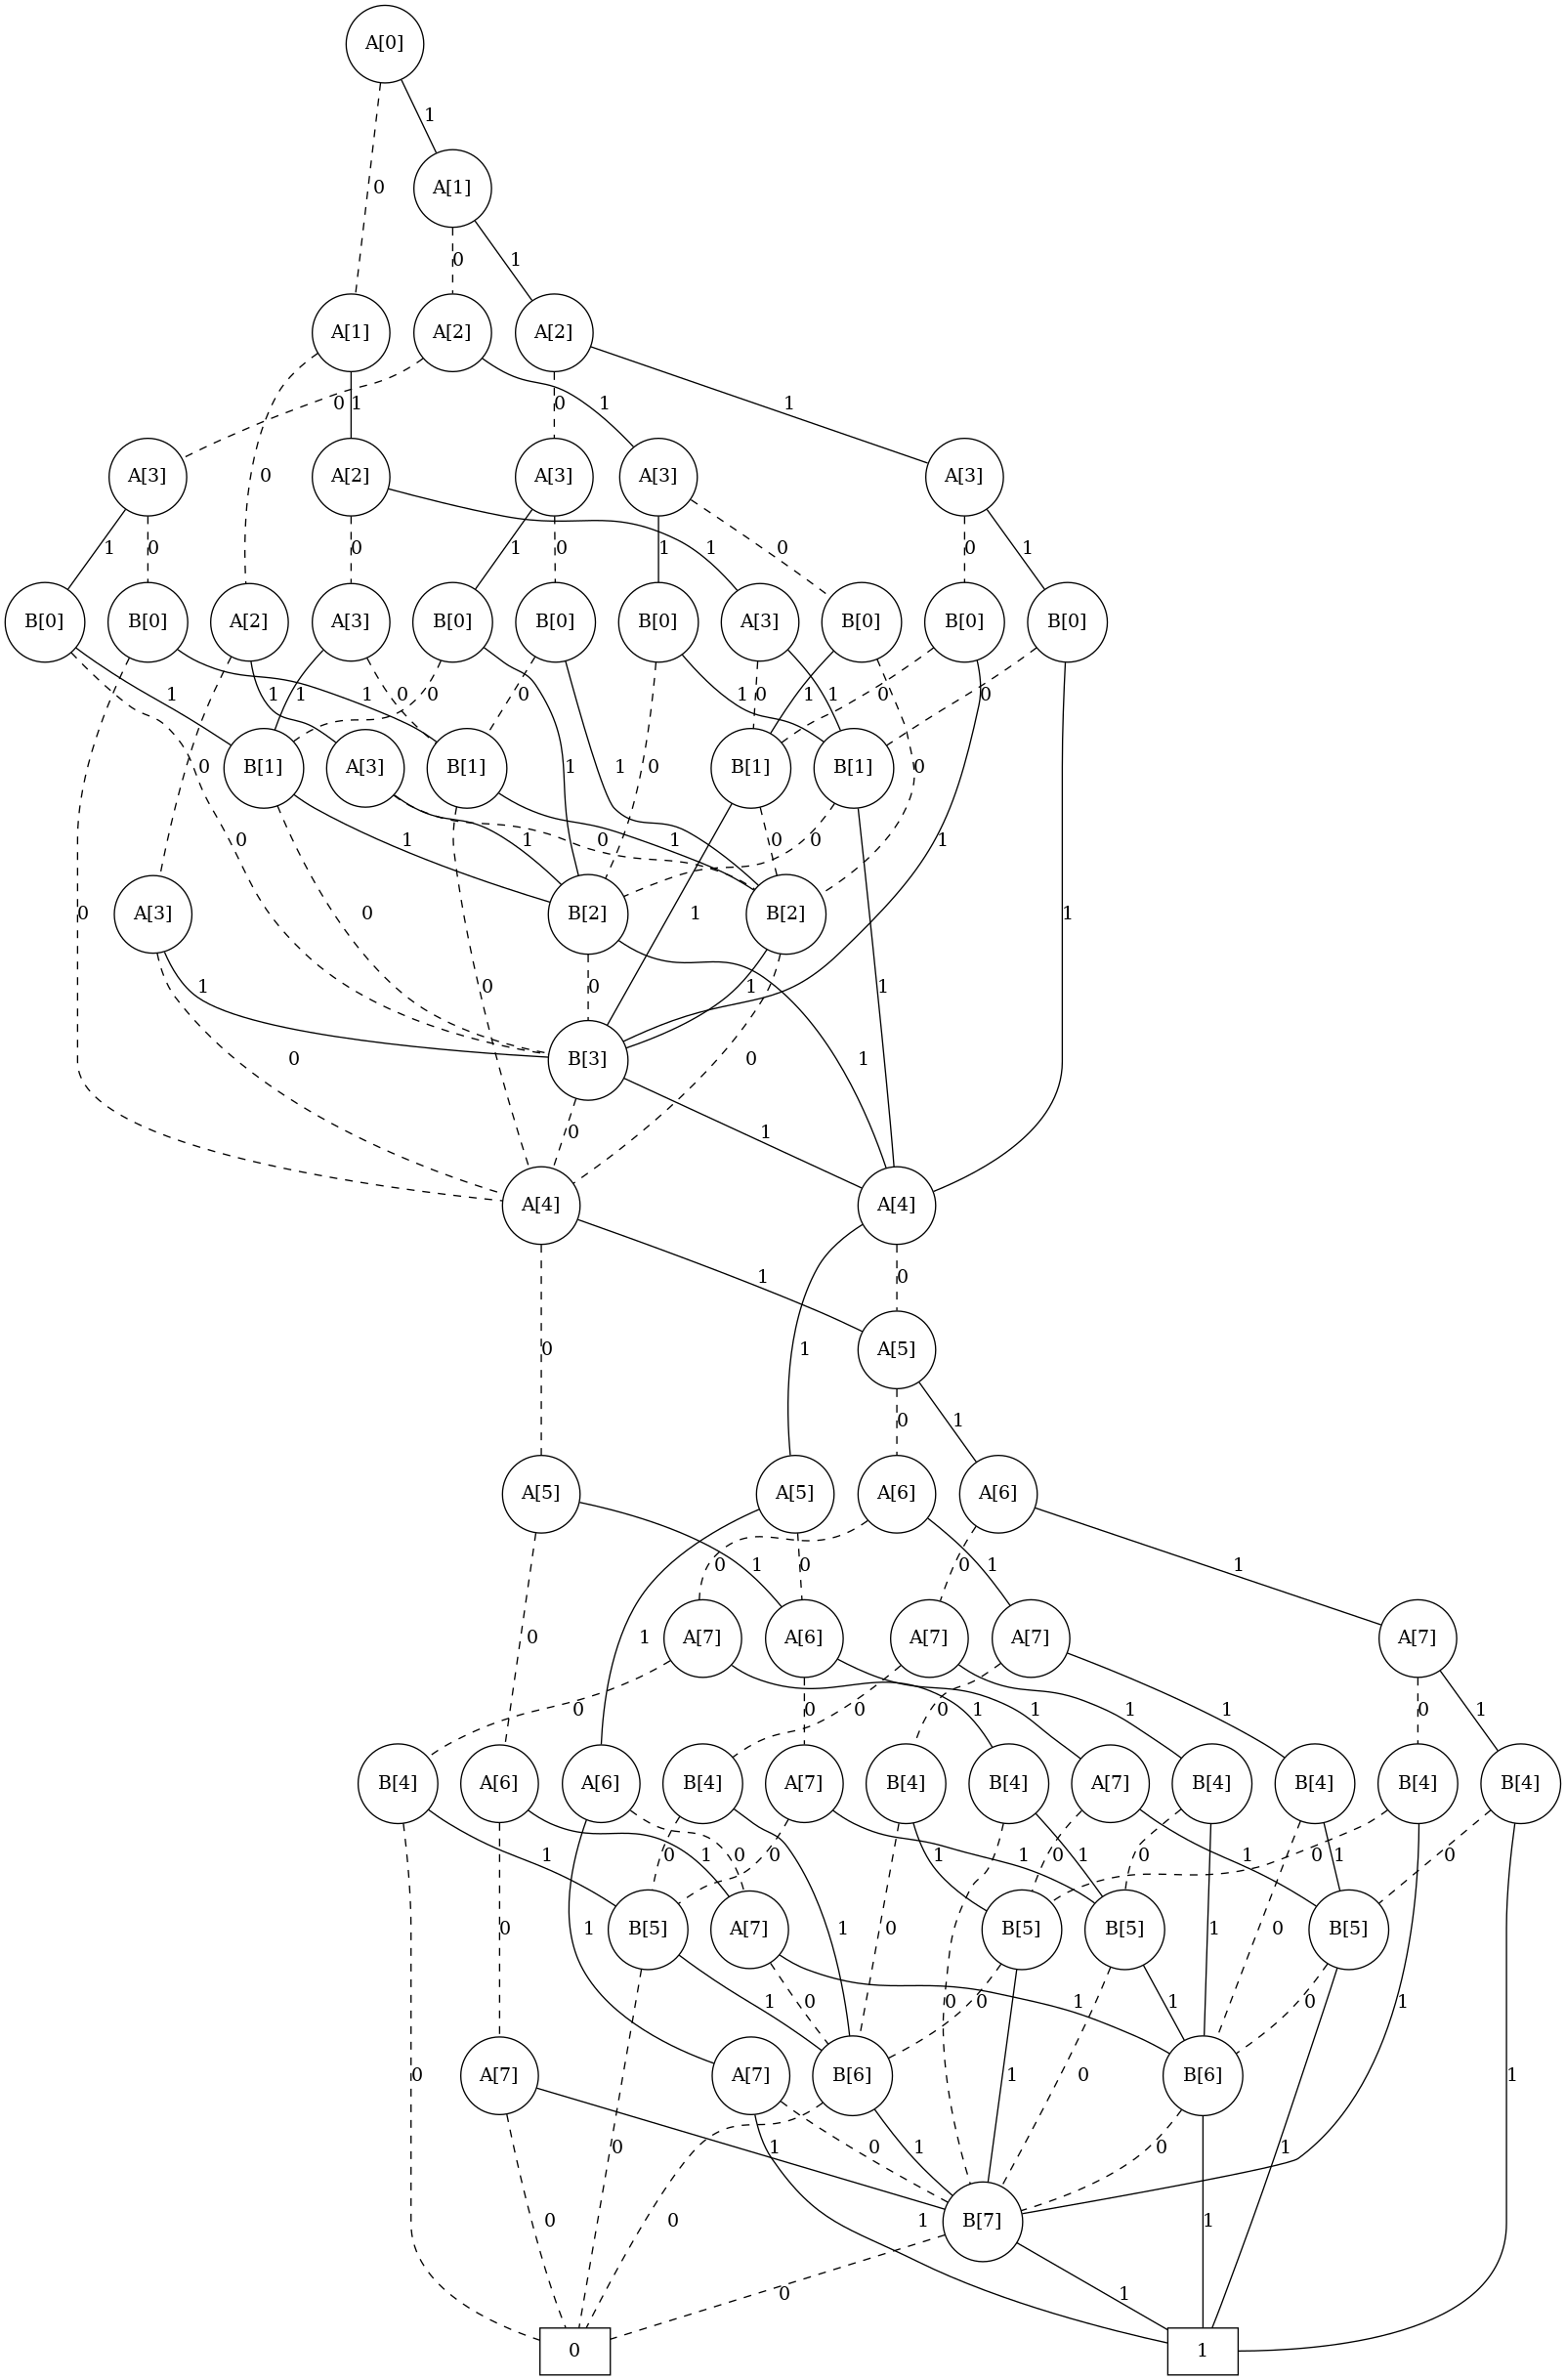 A[0]
1
0
A[1]
0 1
A[1] A[2] A[2]
0 1 0 1 1
0
A[3] A[2] A[3] A[3] A[3]
1 0 0 1 0 1 1 0 0 1
B[0] B[0] A[2] A[3] B[0] B[0] B[0] A[3] B[0] B[0] B[0]
1 1 1 1 0 0 0 1 0 1 1 0 0
0 1 1 0 0
B[1] A[3] B[1] B[1] B[1]
0 1 1 0 1 0 0 1
0 0 1 1
A[3] B[2] B[2]
1 0 0 1 1
0 0 1
B[3]
0 1
A[4] A[4]
1 0
0 1
A[5]
0 1
A[5] A[5] A[6] A[6]
1 0 0 0 1 1
0 1
A[7] A[6] A[7] A[7] A[7]
0 0 0 0 1 1 1 1 0 1
B[4] A[6] A[6] B[4] A[7] B[4] B[4] A[7] B[4] B[4] B[4] B[4]
1 1 0 0 0 1 1 1 0 0 1 1 0 0
0 1 1 0 1 0
B[5] A[7] B[5] B[5] B[5]
1 0 0 0 1 1 0 1
0 1 0
A[7] A[7] B[6] B[6]
0 1 0 1 0 1
0 0 1 1
B[7]
0 1
0 1